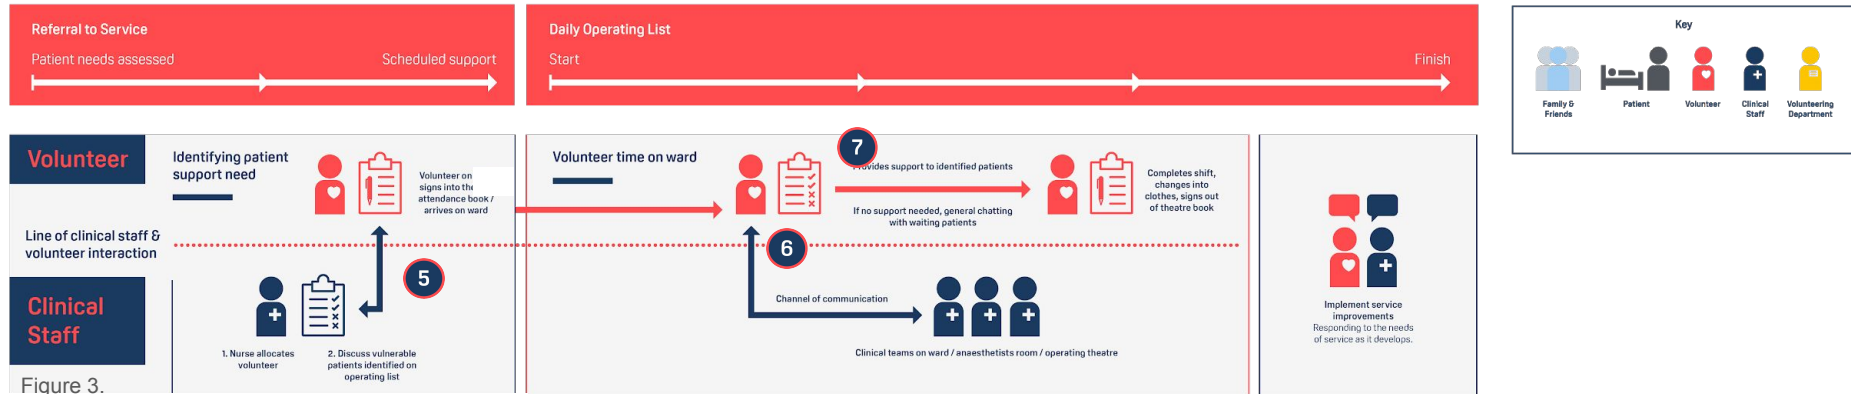 Referral to Service
Patient needs assessed
Scheduled support
Daily Operating List
Start
Finish
Key
Family &
Friends
Patient
Volunteer
Clinical
Staff
Volunteering
Department
Volunteer
Identifying patient
support need
Volunteer on
signs into the
attendance book /
arrives on ward
Volunteer time on ward
7
Provides support to identified patients
If no support needed, general chatting
with waiting patients
Completes shift,
changes into
clothes, signs out
of theatre book
Line of clinical staff &
volunteer interaction
5
6
Clinical
Staff
1. Nurse allocates
volunteer
2. Discuss vulnerable
patients identified on
operating list
Channel of communication
Clinical teams on ward / anaesthetists room / operating theatre
Implement service
improvements
Responding to the needs
of service as it develops.
Figure 3.